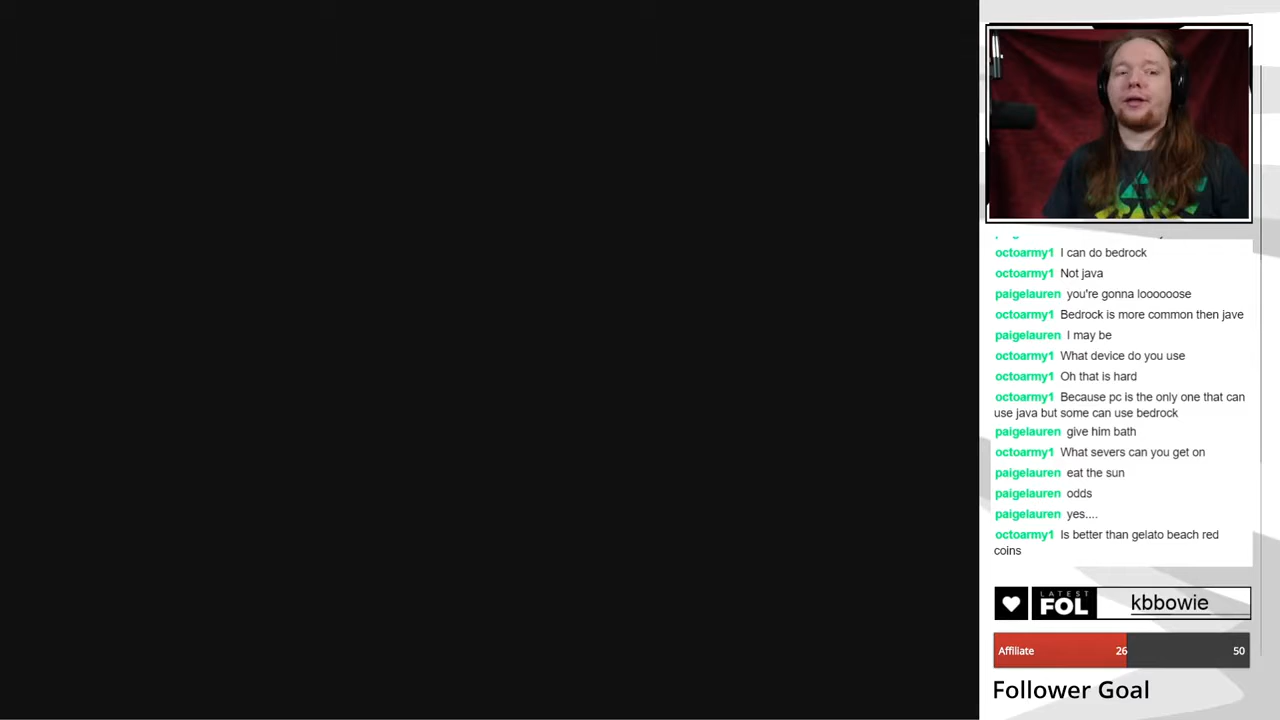 octoarmy1 I can do bedrock
octoarmy1 Not java
paigelauren you're gonna loooooose
octoarmy1 Bedrock is more common then jave
paigelauren I may be
octoarmy1 What device do you use
octoarmy1 Oh that is hard
octoarmy1 Because pc is the only one that can
use java but some can use bedrock
paigelauren give him bath
octoarmy1 What severs can you get on
paigelauren eat the sun
paigelauren odds
paigelauren yes....
octoarmy1 Is better than gelato beach red
coins
LATEST
FOL kbbowie
Affiliate 26 50
Follower Goal